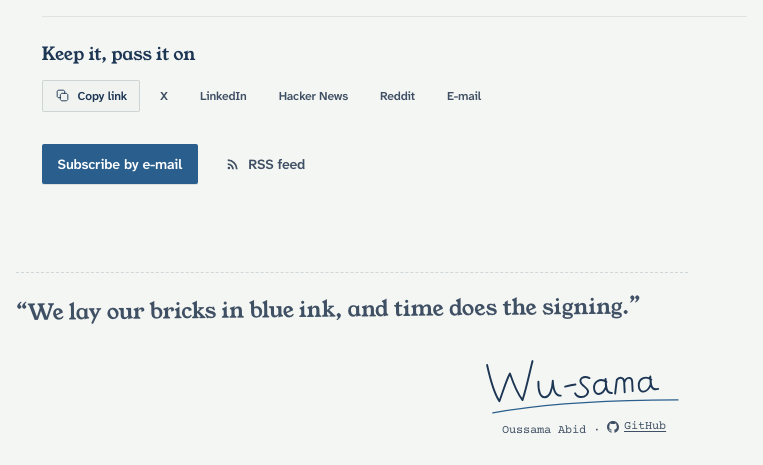 Keep it, pass it on
Copy link X LinkedIn Hacker News Reddit E-mail
Subscribe by e-mail RSS feed
“We lay our bricks in blue ink, and time does the signing.”
Wu-sama
Oussama Abid · GitHub